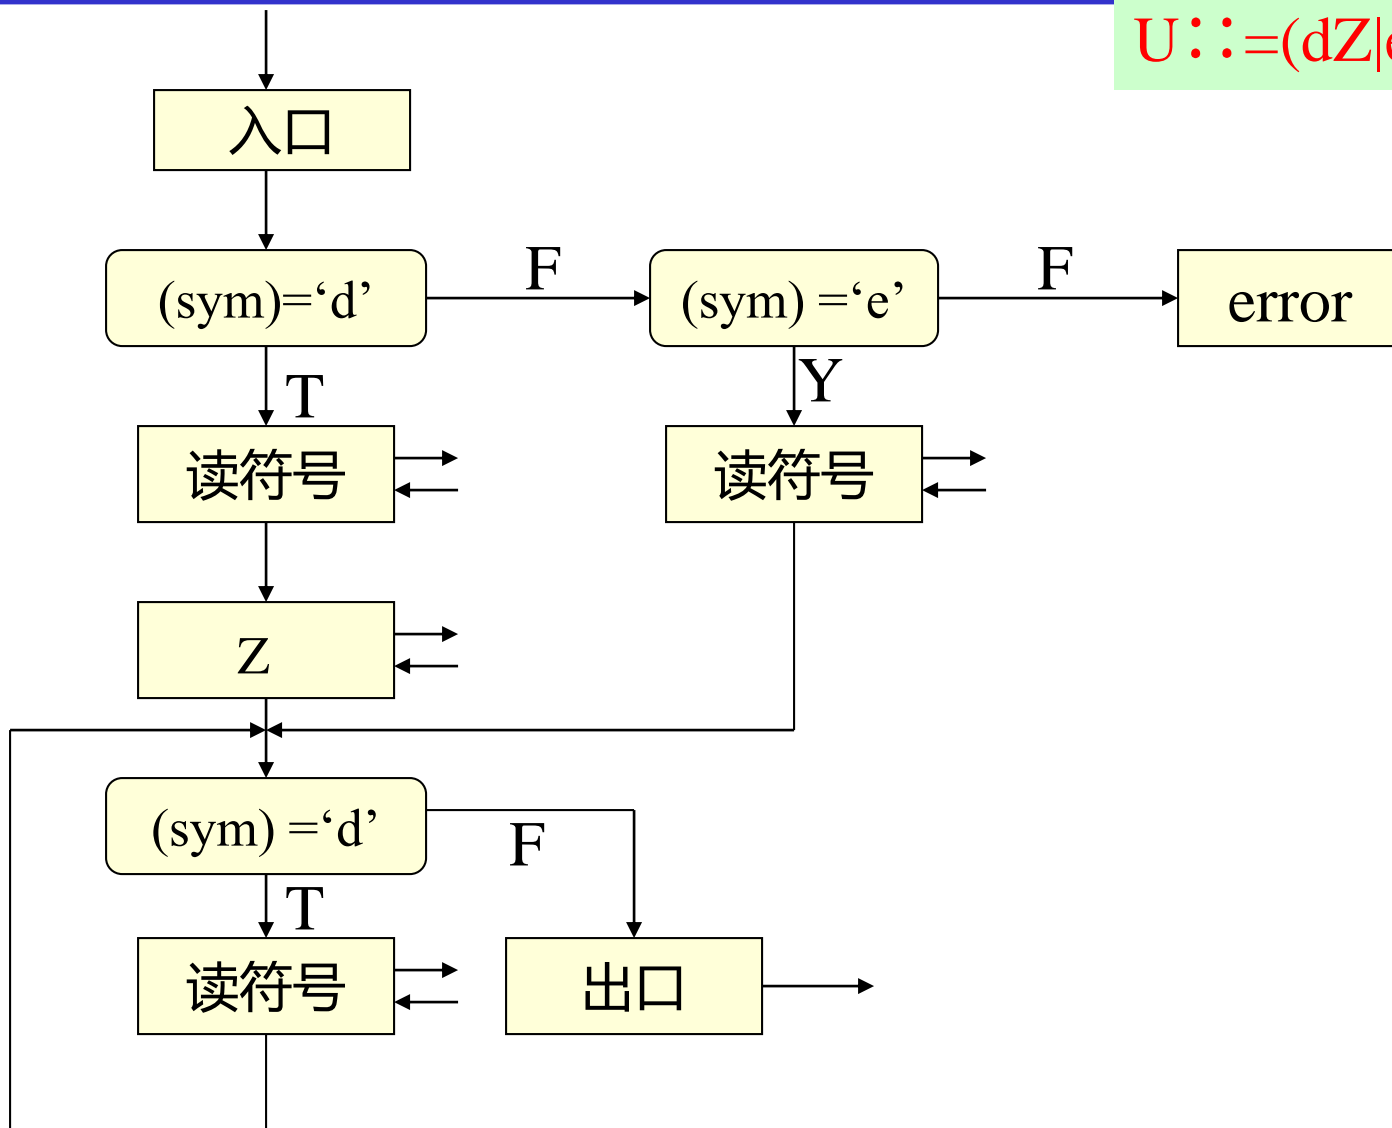 U∷=(dZ|e
入口
(sym)=‘d’
F
(sym) =‘e’
F
error
T
Y
读符号
读符号
Z
(sym) =‘d’
F
T
读符号
出口